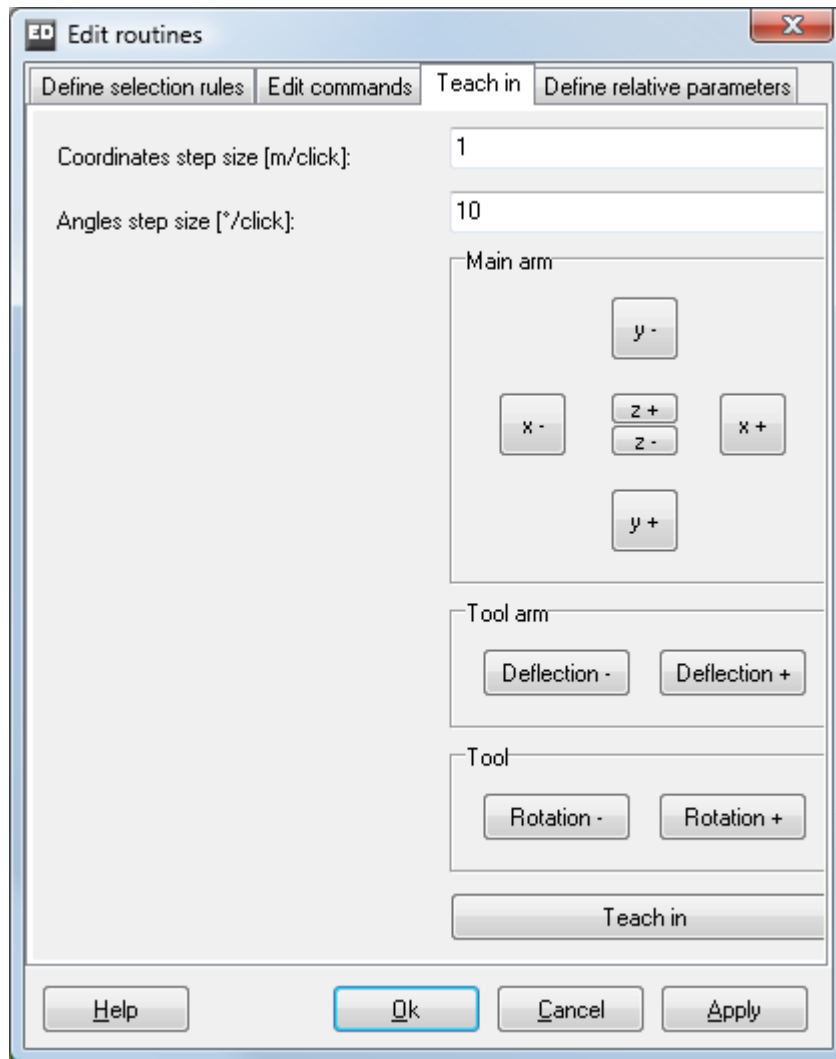 ED Edit routines
Define selection rules Edit commands Teach in Define relative parameters
Coordinates step size [m/click]: 1
Angles step size [°/click]: 10
Main arm
y -
x - z + x +
z -
y +
Tool arm
Deflection - Deflection +
Tool
Rotation - Rotation +
Teach in
Help Ok Cancel Apply